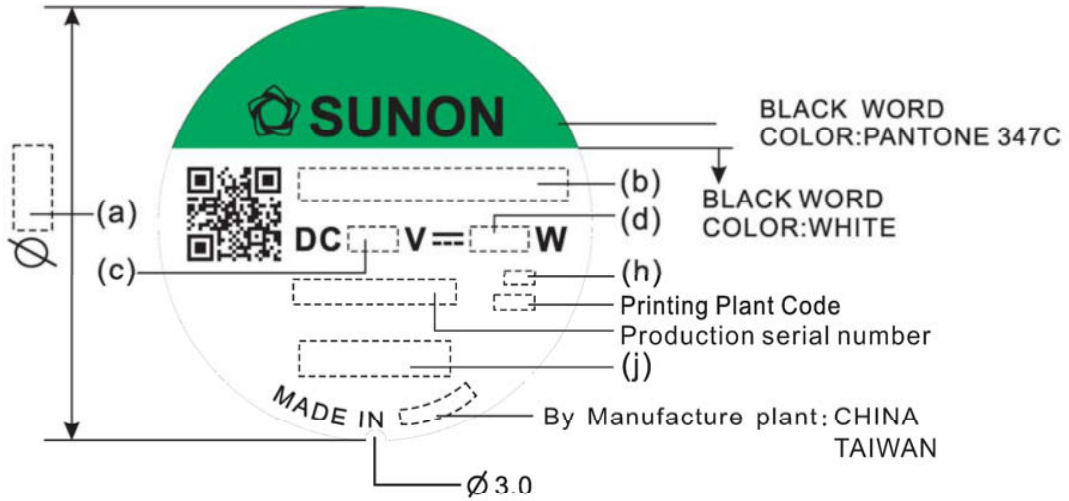 SUNON
BLACK WORD
COLOR:PANTONE 347C
BLACK WORD
COLOR:WHITE
(a)
Ø
(b)
(c)
(d)
DC V W
(h)
Printing Plant Code
Production serial number
(j)
MADE IN
By Manufacture plant: CHINA
TAIWAN
Ø 3.0